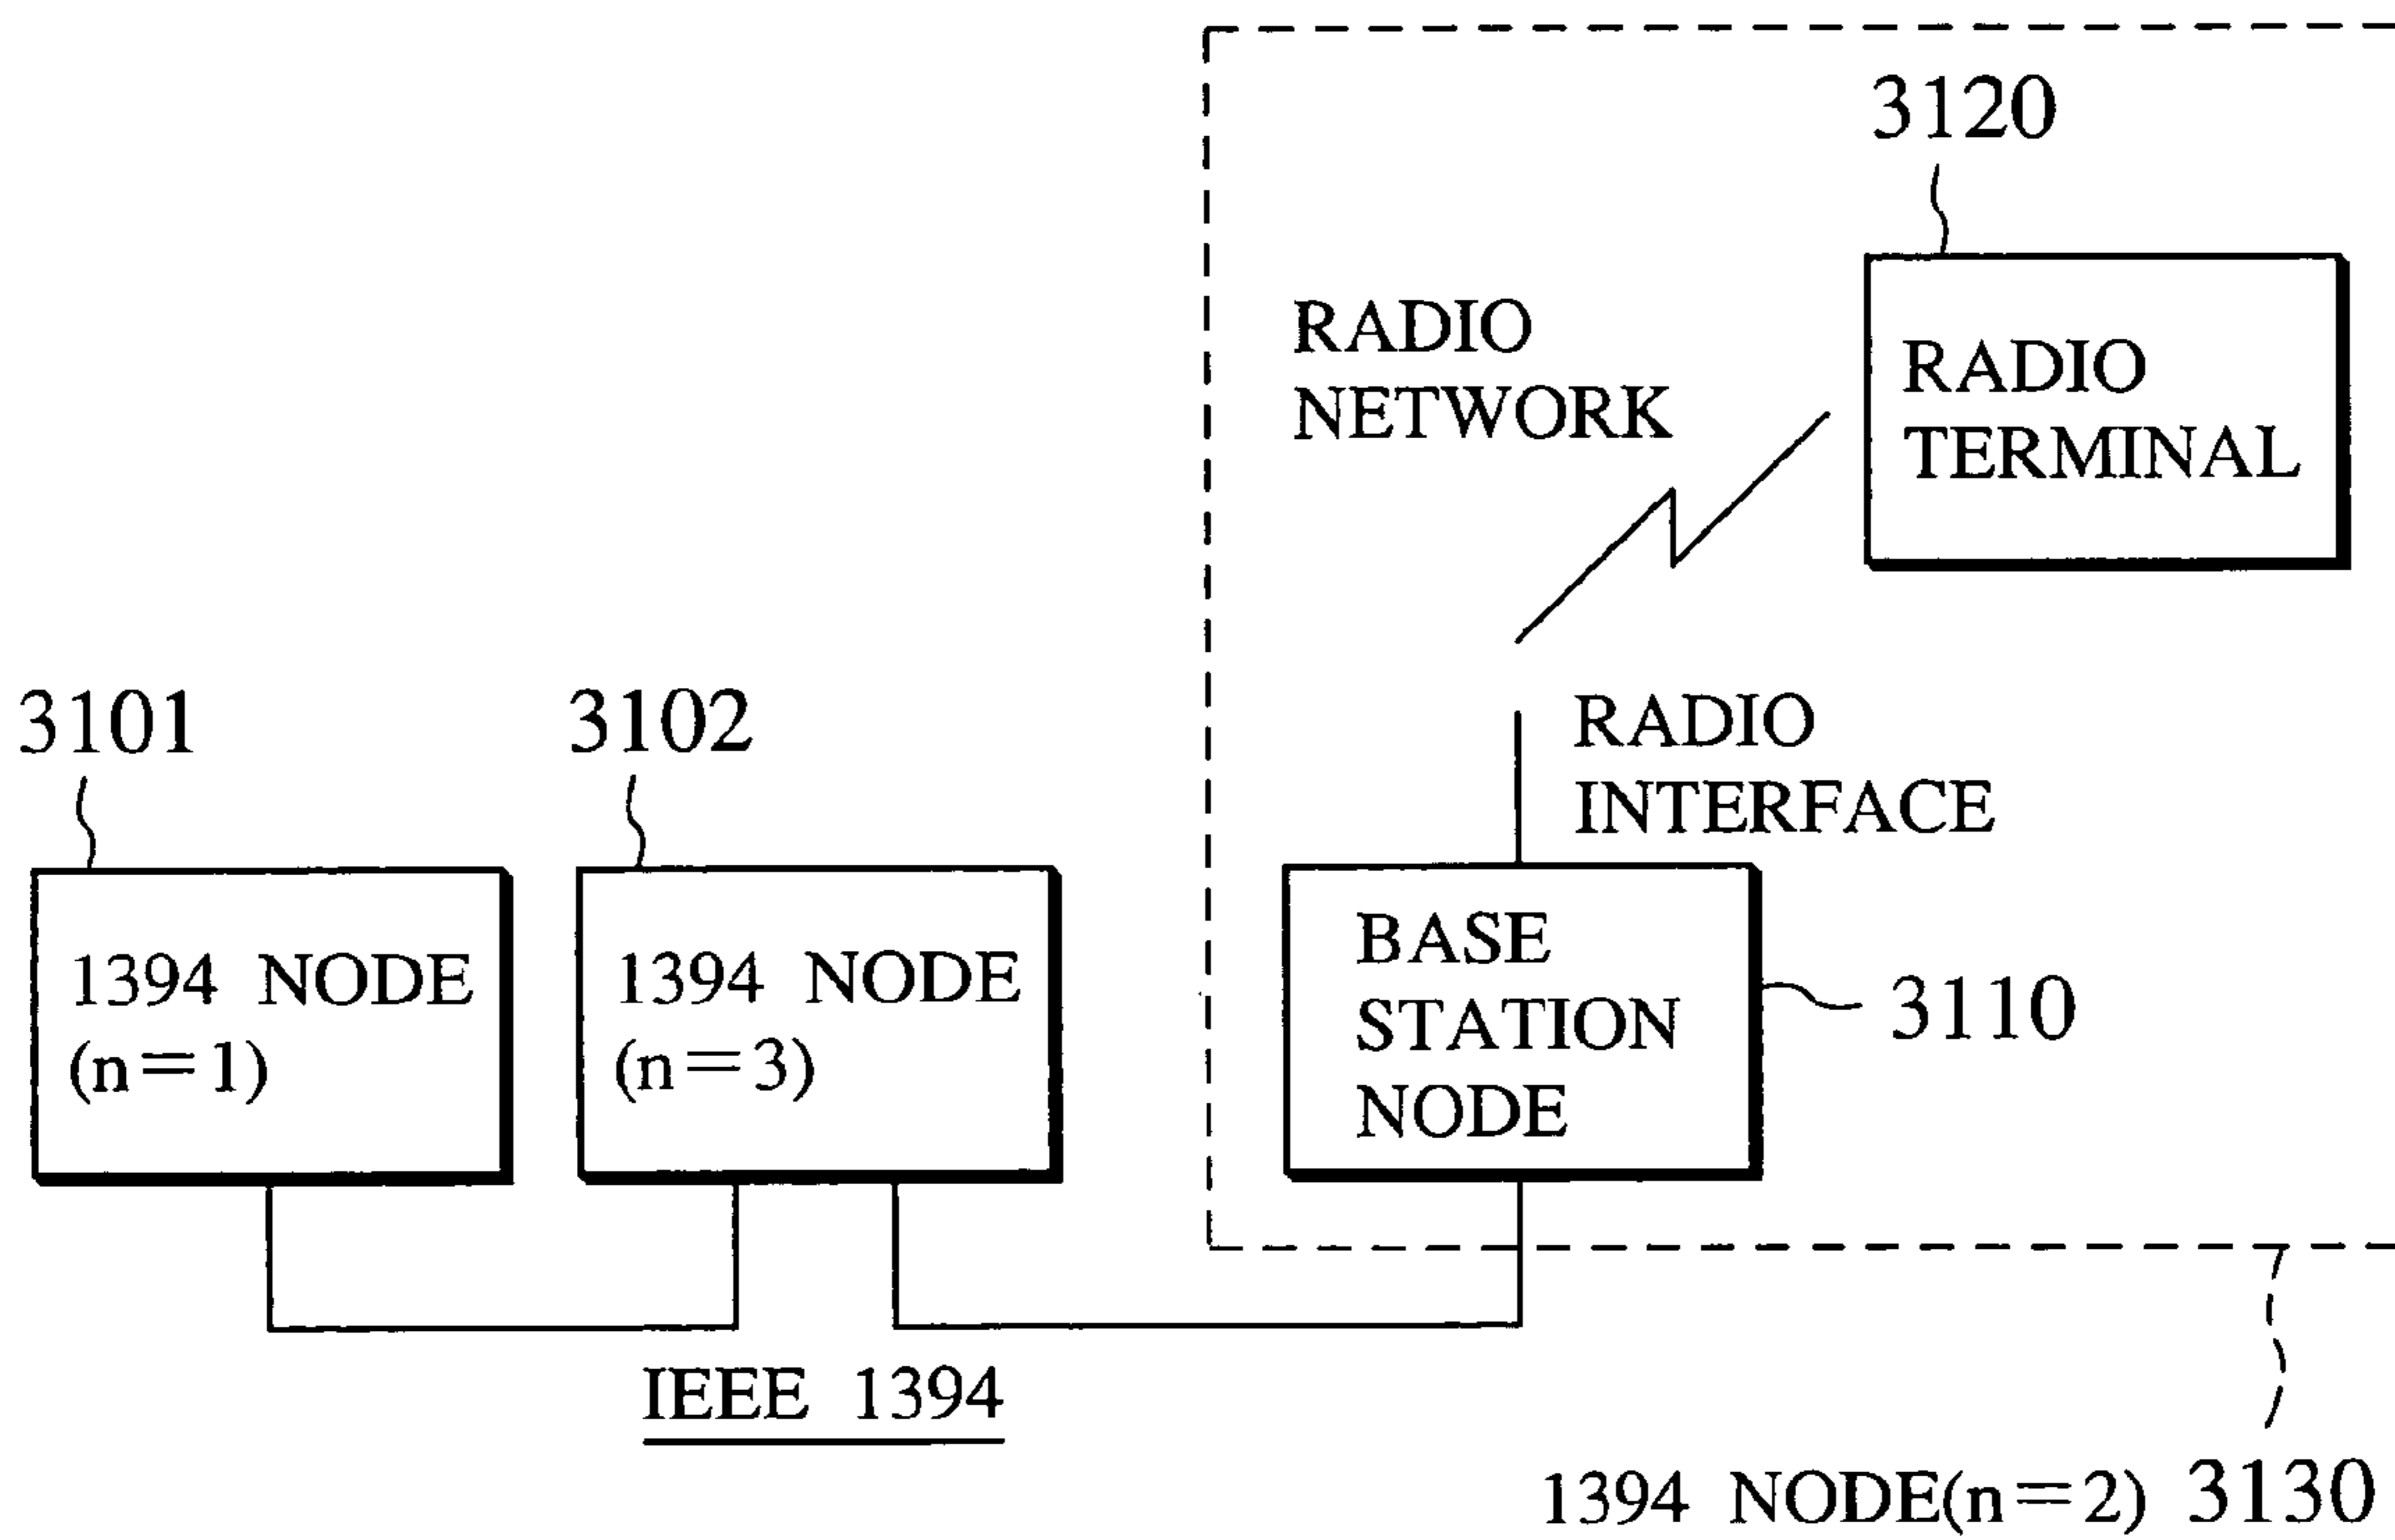 3120
RADIO
NETWORK
RADIO
TERMINAL
3101
3102
RADIO
INTERFACE
1394 NODE
(n=1)
1394 NODE
(n=3)
BASE
STATION
NODE
3110
IEEE 1394
1394 NODE(n=2) 3130